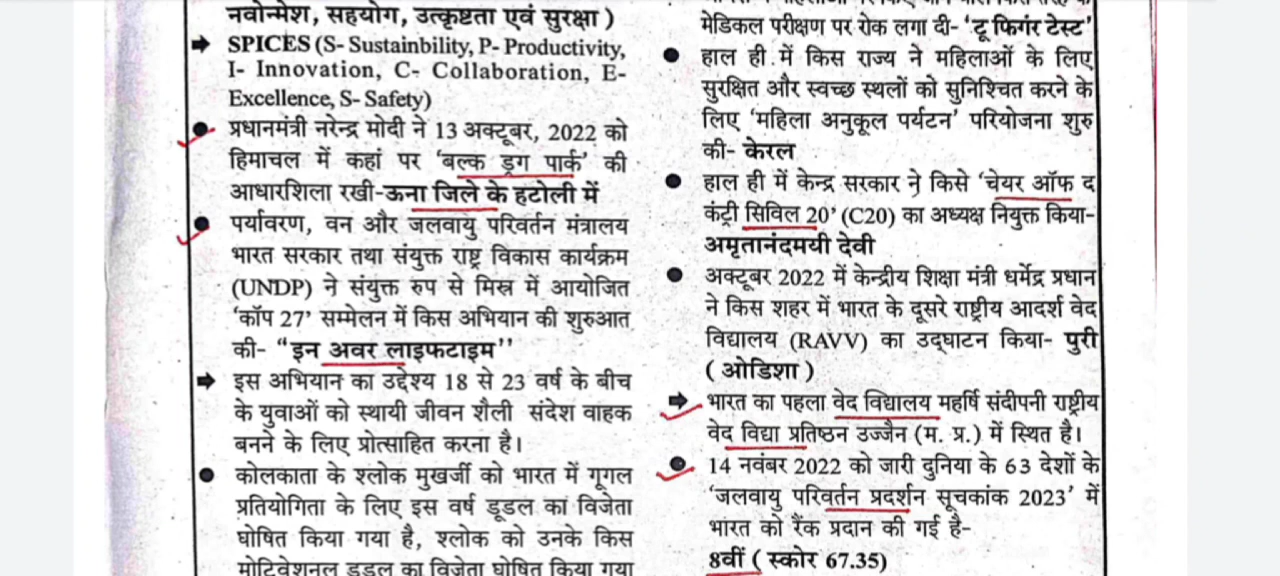 नवोन्मेश, सहयोग, उत्कृष्टता एवं सुरक्षा )
➡ SPICES (S- Sustainbility, P- Productivity,
I- Innovation, C- Collaboration, E-
Excellence, S- Safety)
● प्रधानमंत्री नरेन्द्र मोदी ने 13 अक्टूबर, 2022 को
हिमाचल में कहां पर ‘बल्क ड्रग पार्क’ की
आधारशिला रखी-ऊना जिले के हटोली में
● पर्यावरण, वन और जलवायु परिवर्तन मंत्रालय
भारत सरकार तथा संयुक्त राष्ट्र विकास कार्यक्रम
(UNDP) ने संयुक्त रुप से मिस्र में आयोजित
‘कॉप 27’ सम्मेलन में किस अभियान की शुरुआत
की- “इन अवर लाइफटाइम’’
➡ इस अभियान का उद्देश्य 18 से 23 वर्ष के बीच
के युवाओं को स्थायी जीवन शैली संदेश वाहक
बनने के लिए प्रोत्साहित करना है।
● कोलकाता के श्लोक मुखर्जी को भारत में गूगल
प्रतियोगिता के लिए इस वर्ष डूडल का विजेता
घोषित किया गया है, श्लोक को उनके किस
मोटिवेशनल डूडल का विजेता घोषित किया गया
मेडिकल परीक्षण पर रोक लगा दी- ‘टू फिगंर टेस्ट’
● हाल ही में किस राज्य ने महिलाओं के लिए
सुरक्षित और स्वच्छ स्थलों को सुनिश्चित करने के
लिए ‘महिला अनुकूल पर्यटन’ परियोजना शुरु
की- केरल
● हाल ही में केन्द्र सरकार ने किसे ‘चेयर ऑफ द
कंट्री सिविल 20’ (C20) का अध्यक्ष नियुक्त किया-
अमृतानंदमयी देवी
● अक्टूबर 2022 में केन्द्रीय शिक्षा मंत्री धर्मेद्र प्रधान
ने किस शहर में भारत के दूसरे राष्ट्रीय आदर्श वेद
विद्यालय (RAVV) का उद्घाटन किया- पुरी
( ओडिशा )
➡ भारत का पहला वेद विद्यालय महर्षि संदीपनी राष्ट्रीय
वेद विद्या प्रतिष्ठन उज्जैन (म. प्र.) में स्थित है।
● 14 नवंबर 2022 को जारी दुनिया के 63 देशों के
‘जलवायु परिवर्तन प्रदर्शन सूचकांक 2023’ में
भारत को रैंक प्रदान की गई है-
8वीं ( स्कोर 67.35)